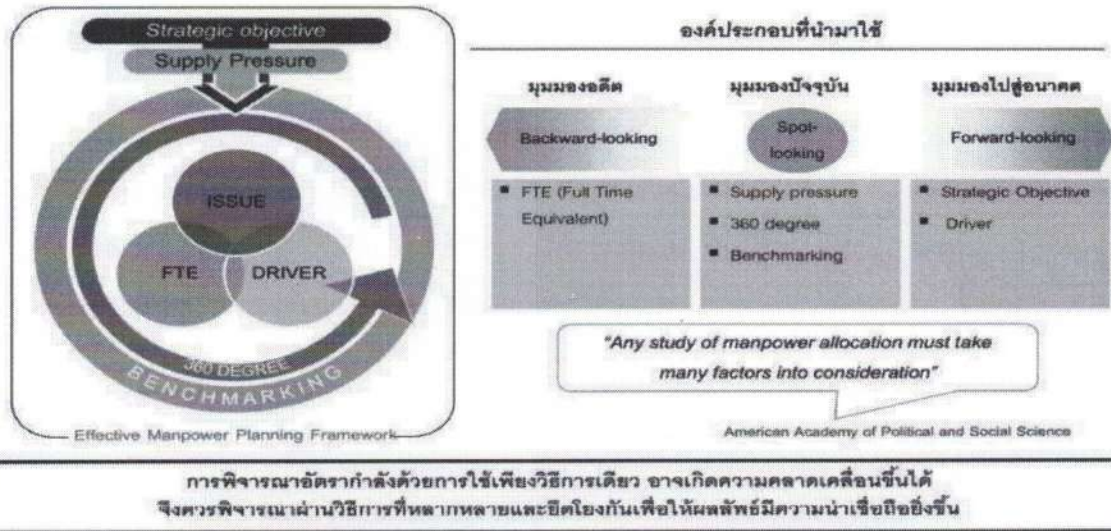 Strategic objective
Supply Pressure
ISSUE
FTE
DRIVER
360 DEGREE
BENCHMARKING
Effective Manpower Planning Framework
องค์ประกอบที่นำมาใช้
มุมมองอดีต
มุมมองปัจจุบัน
มุมมองไปสู่อนาคต
Backward-looking
Spot-
looking
Forward-looking
▪ FTE (Full Time
Equivalent)
▪ Supply pressure
▪ 360 degree
▪ Benchmarking
▪ Strategic Objective
▪ Driver
"Any study of manpower allocation must take
many factors into consideration"
American Academy of Political and Social Science
การพิจารณาอัตรากำลังด้วยการใช้เพียงวิธีการเดียว อาจเกิดความคลาดเคลื่อนขึ้นได้
จึงควรพิจารณาผ่านวิธีการที่หลากหลายและยึดโยงกันเพื่อให้ผลลัพธ์มีความน่าเชื่อถือยิ่งขึ้น